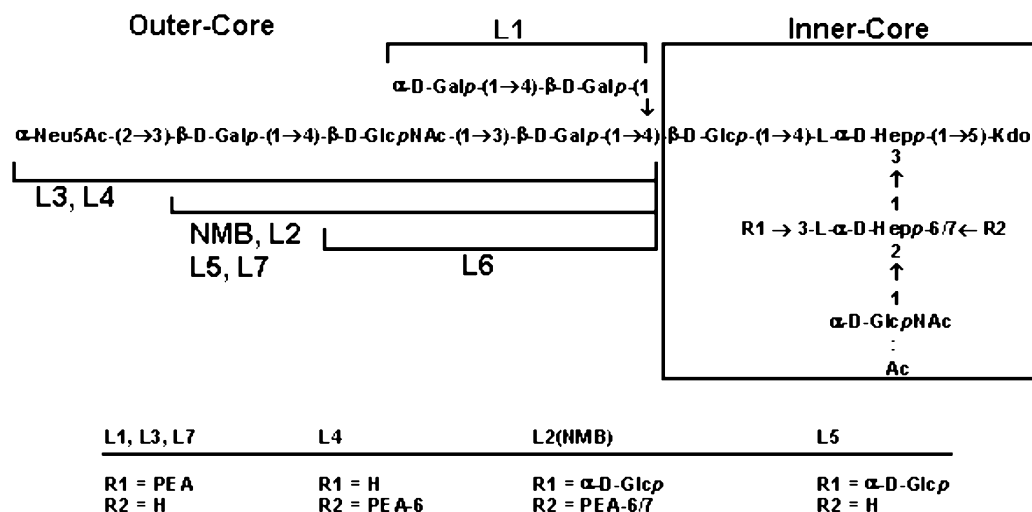 Outer-Core
L1
Inner-Core
α-D-Galp-(1→4)-β-D-Galp-(1
↓
α-Neu5Ac-(2→3)-β-D-Galp-(1→4)-β-D-GlcpNAc-(1→3)-β-D-Galp-(1→4)-β-D-Glcp-(1→4)-L-α-D-Hepp-(1→5)-Kdo
3
↑
L3, L4
1
NMB, L2
R1 → 3-L-α-D-Hepp-6/7← R2
L5, L7
L6
2
↑
1
α-D-GlcpNAc
:
Ac
L1, L3, L7 L4 L2(NMB) L5
R1 = PEA R1 = H R1 = α-D-Glcp R1 = α-D-Glcp
R2 = H R2 = PEA-6 R2 = PEA-6/7 R2 = H